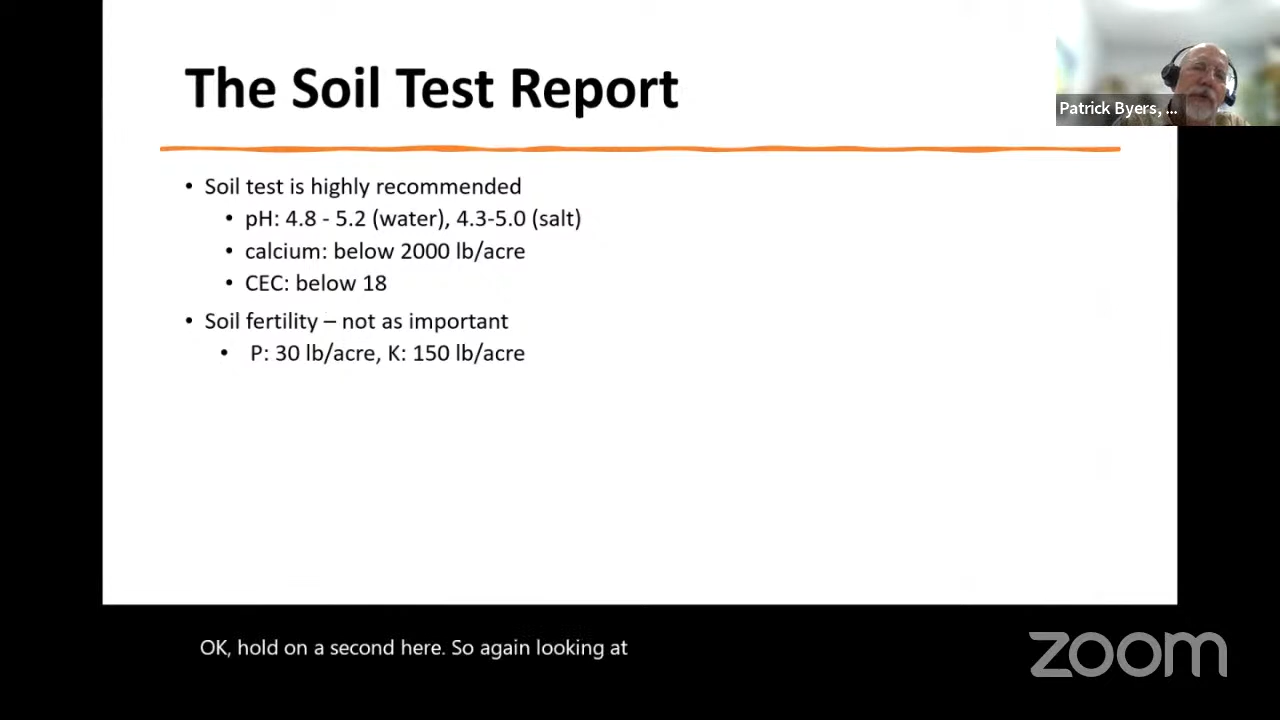 The Soil Test Report
Patrick Byers, ...
• Soil test is highly recommended
• pH: 4.8 - 5.2 (water), 4.3-5.0 (salt)
• calcium: below 2000 lb/acre
• CEC: below 18
• Soil fertility – not as important
• P: 30 lb/acre, K: 150 lb/acre
OK, hold on a second here. So again looking at
zoom